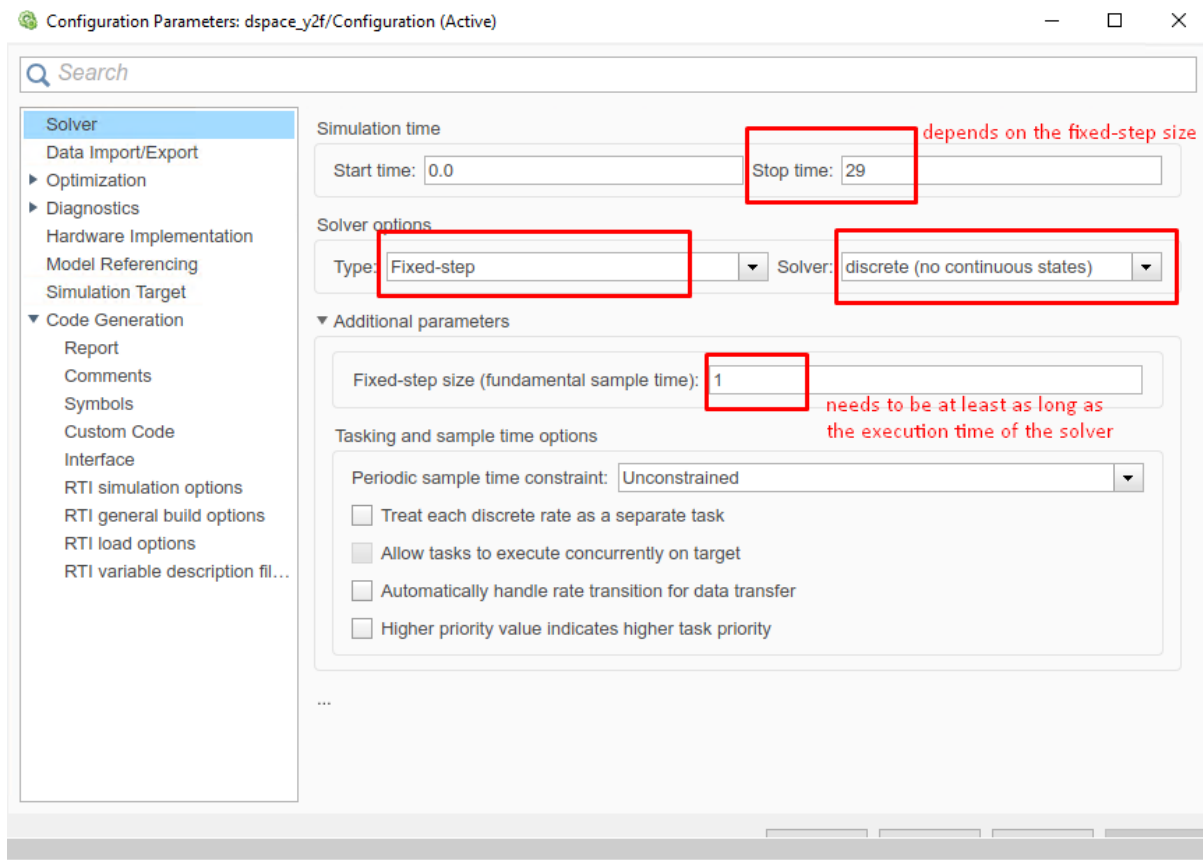 Configuration Parameters: dspace_y2f/Configuration (Active)
Search
Solver
Data Import/Export
Optimization
Diagnostics
Hardware Implementation
Model Referencing
Simulation Target
Code Generation
Report
Comments
Symbols
Custom Code
Interface
RTI simulation options
RTI general build options
RTI load options
RTI variable description fil...
Simulation time
depends on the fixed-step size
Start time: 0.0 Stop time: 29
Solver options
Type: Fixed-step Solver: discrete (no continuous states)
Additional parameters
Fixed-step size (fundamental sample time): 1
needs to be at least as long as
the execution time of the solver
Tasking and sample time options
Periodic sample time constraint: Unconstrained
Treat each discrete rate as a separate task
Allow tasks to execute concurrently on target
Automatically handle rate transition for data transfer
Higher priority value indicates higher task priority
...